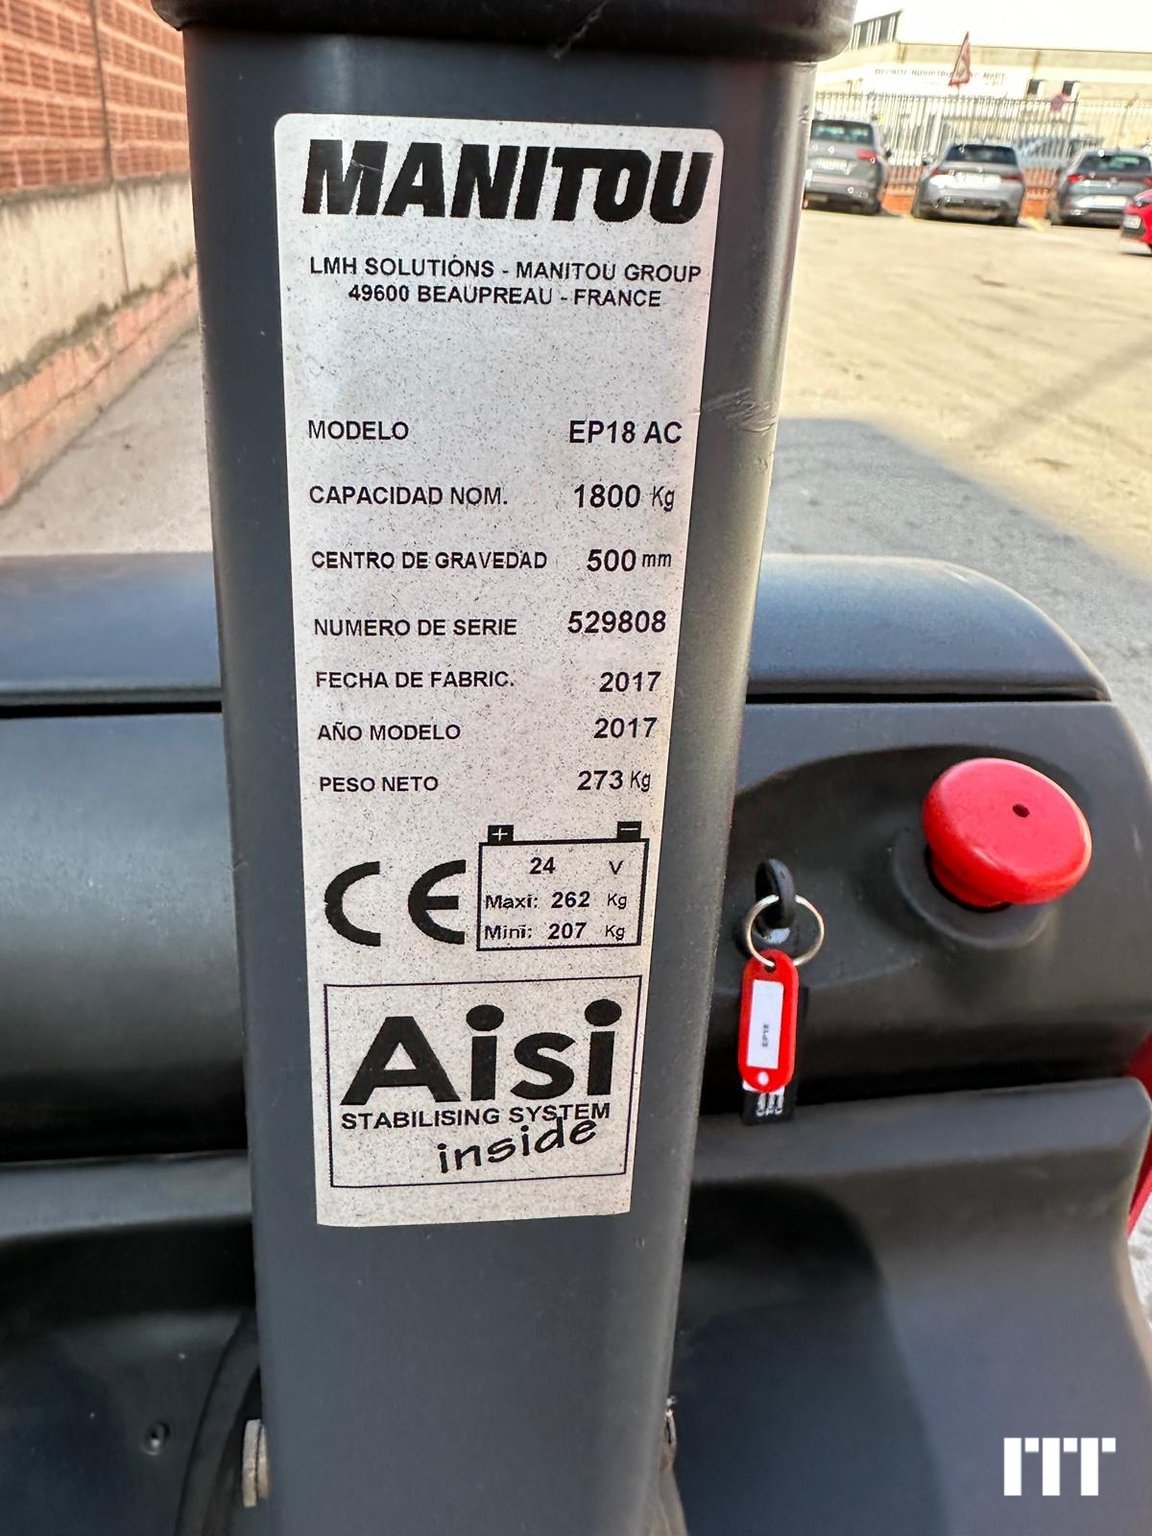 MANITOU
LMH SOLUTIONS - MANITOU GROUP
49600 BEAUPREAU - FRANCE
MODELO EP18 AC
CAPACIDAD NOM. 1800 Kg
CENTRO DE GRAVEDAD 500 mm
NUMERO DE SERIE 529808
FECHA DE FABRIC. 2017
AÑO MODELO 2017
PESO NETO 273 Kg
CE
+ −
24 V
Maxi: 262 Kg
Mini: 207 Kg
Aisi
STABILISING SYSTEM
inside
EP18